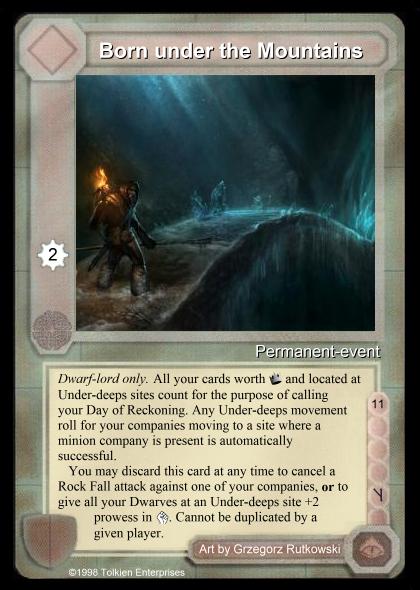 Born under the Mountains
2
Permanent-event
Dwarf-lord only. All your cards worth and located at
Under-deeps sites count for the purpose of calling
your Day of Reckoning. Any Under-deeps movement
roll for your companies moving to a site where a
minion company is present is automatically
successful.
You may discard this card at any time to cancel a
Rock Fall attack against one of your companies, or to
give all your Dwarves at an Under-deeps site +2
prowess in . Cannot be duplicated by a
given player.
11
Art by Grzegorz Rutkowski
©1998 Tolkien Enterprises